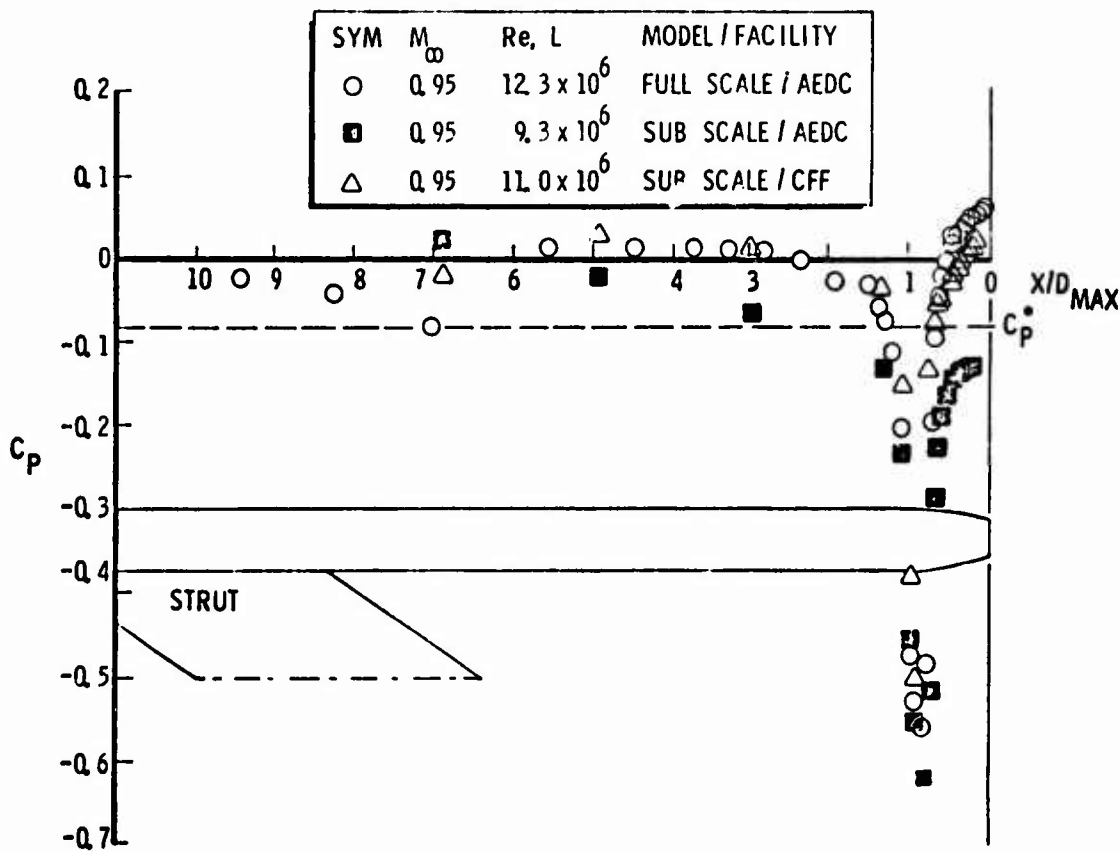 SYM M∞ Re, L MODEL / FACILITY
○ 0.95 12.3 x 10^6 FULL SCALE / AEDC
■ 0.95 9.3 x 10^6 SUB SCALE / AEDC
△ 0.95 11.0 x 10^6 SUB SCALE / CFF
0.2
0.1
0
10 9 8 7 6 5 4 3 2 1 0 X/D MAX
-0.1
Cp*
-0.2
Cp
-0.3
-0.4
STRUT
-0.5
-0.6
-0.7